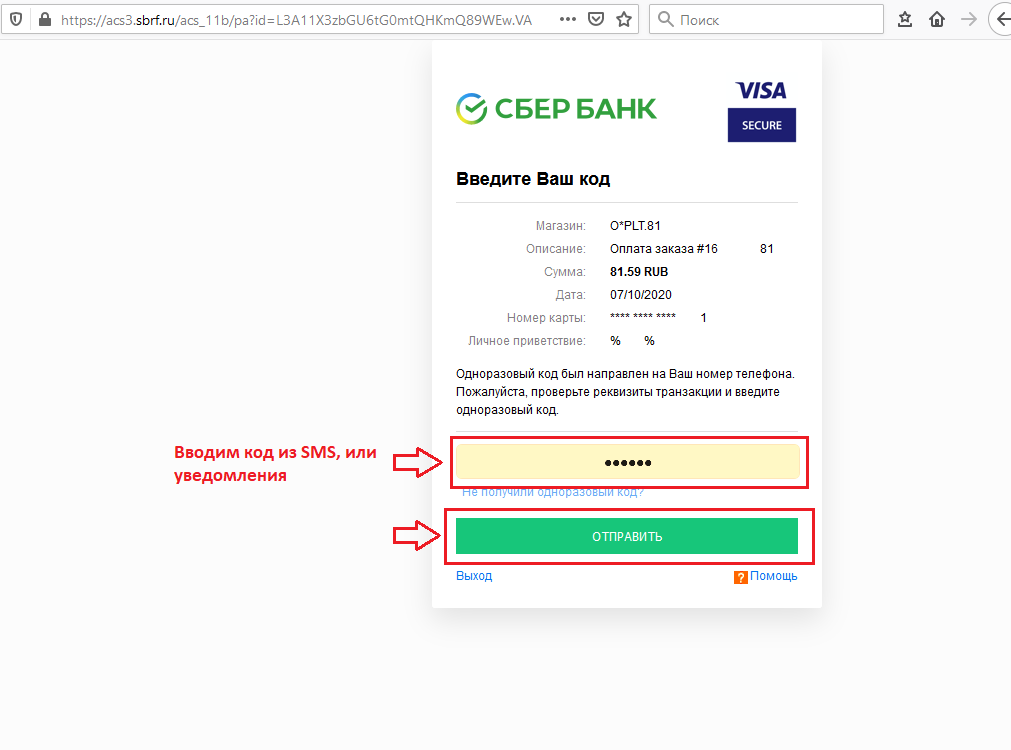 https://acs3.sbrf.ru/acs_11b/pa?id=L3A11X3zbGU6tG0mtQHKmQ89WEw.VA
Поиск
СБЕР БАНК
VISA
SECURE
Введите Ваш код
Магазин: O*PLT.81
Описание: Оплата заказа #16 81
Сумма: 81.59 RUB
Дата: 07/10/2020
Номер карты: **** **** **** 1
Личное приветствие: % %
Одноразовый код был направлен на Ваш номер телефона.
Пожалуйста, проверьте реквизиты транзакции и введите
одноразовый код.
Вводим код из SMS, или
уведомления
••••••
Не получили одноразовый код?
ОТПРАВИТЬ
Выход
? Помощь